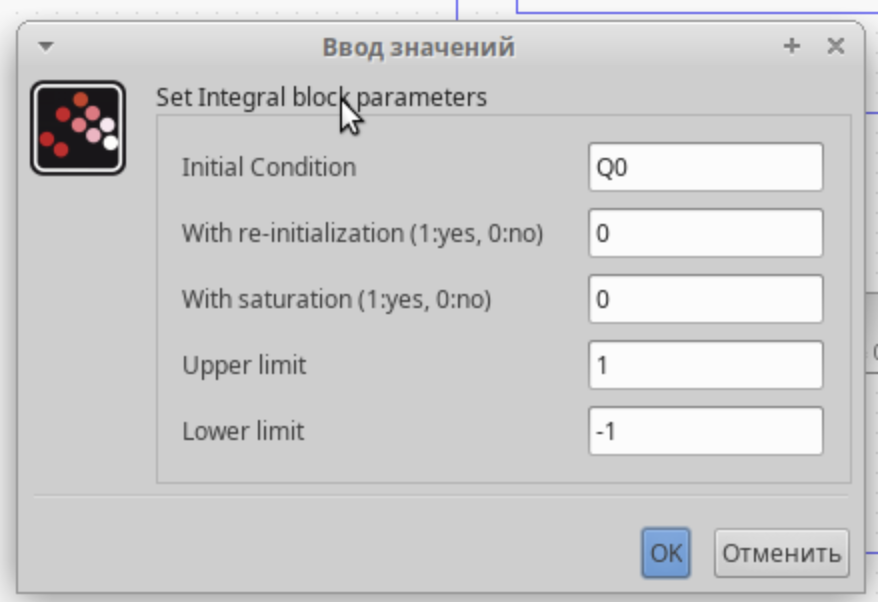 Ввод значений
Set Integral block parameters
Initial Condition Q0
With re-initialization (1:yes, 0:no) 0
With saturation (1:yes, 0:no) 0
Upper limit 1
Lower limit -1
OK Отменить